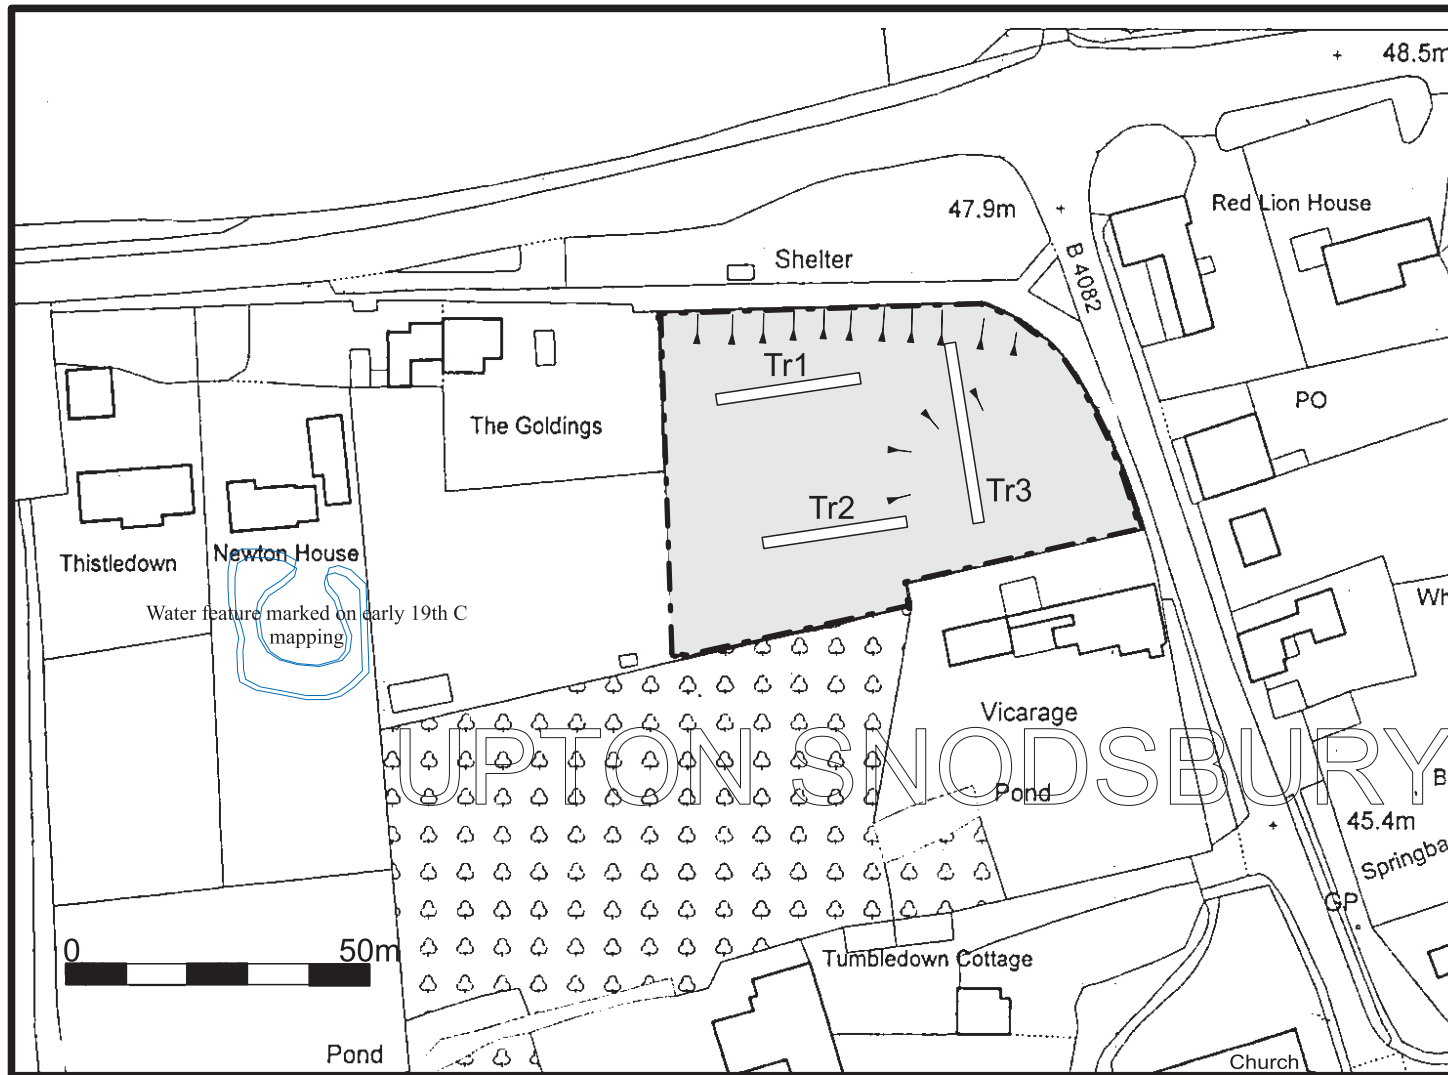 48.5m
47.9m
Red Lion House
Shelter
B 4082
Tr1
PO
The Goldings
Tr3
Tr2
Thistledown
Newton House
Water feature marked on early 19th C
mapping
Vicarage
UPTON SNODSBURY
Pond
45.4m
GP
0
50m
Tumbledown Cottage
Pond
Church